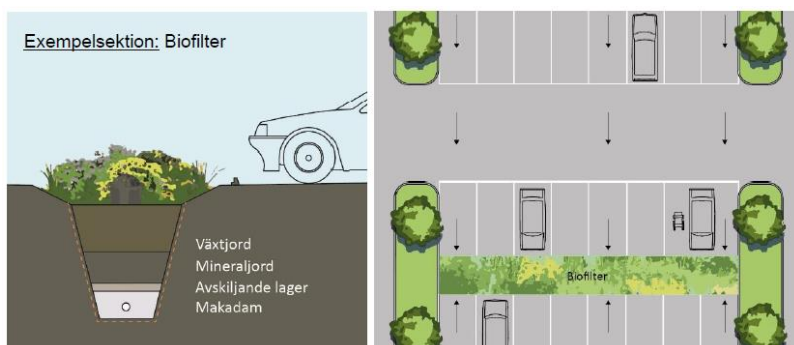 Exempelsektion: Biofilter
Växtjord
Mineraljord
Avskiljande lager
Makadam
Biofilter